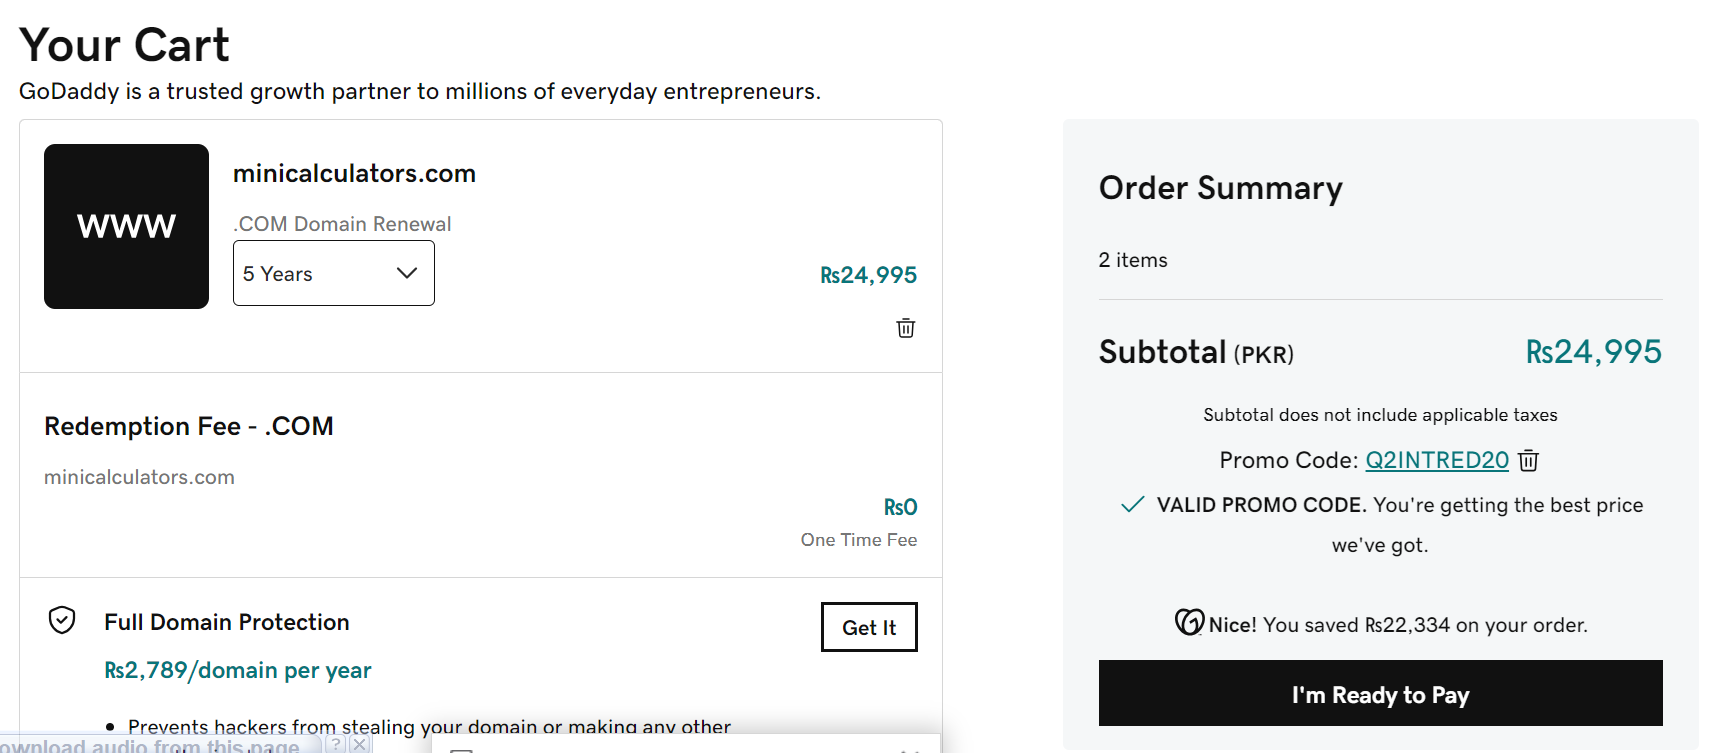 Your Cart
GoDaddy is a trusted growth partner to millions of everyday entrepreneurs.
www
minicalculators.com
.COM Domain Renewal
5 Years
₨24,995
Redemption Fee - .COM
minicalculators.com
₨0
One Time Fee
Full Domain Protection
Get It
₨2,789/domain per year
• Prevents hackers from stealing your domain or making any other
ownload audio from this page
?
Order Summary
2 items
Subtotal (PKR)
₨24,995
Subtotal does not include applicable taxes
Promo Code: Q2INTRED20
VALID PROMO CODE. You're getting the best price
we've got.
Nice! You saved ₨22,334 on your order.
I'm Ready to Pay